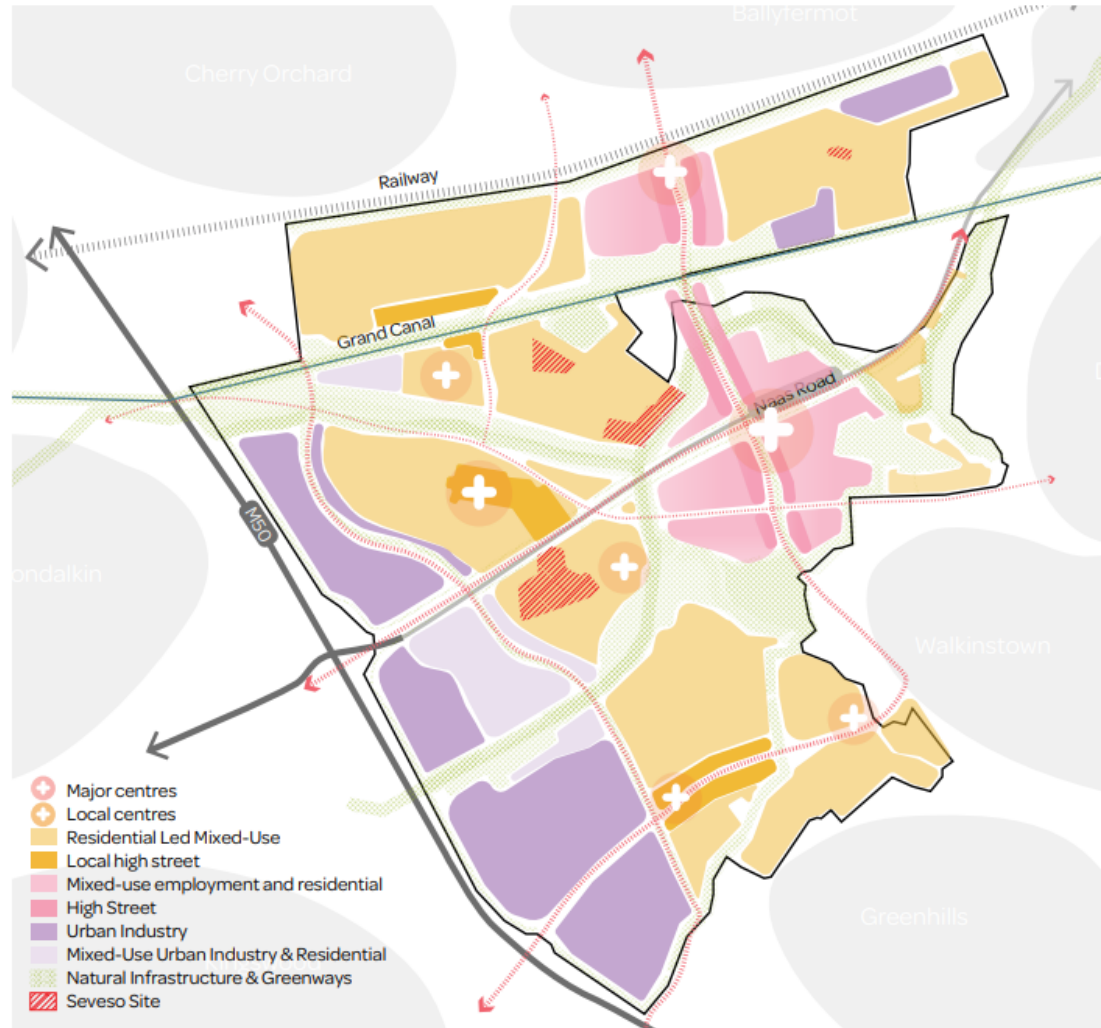 Ballyfermot
Cherry Orchard
Railway
Grand Canal
Naas Road
M50
ondalkin
Walkinstown
Greenhills
Major centres
Local centres
Residential Led Mixed-Use
Local high street
Mixed-use employment and residential
High Street
Urban Industry
Mixed-Use Urban Industry & Residential
Natural Infrastructure & Greenways
Seveso Site